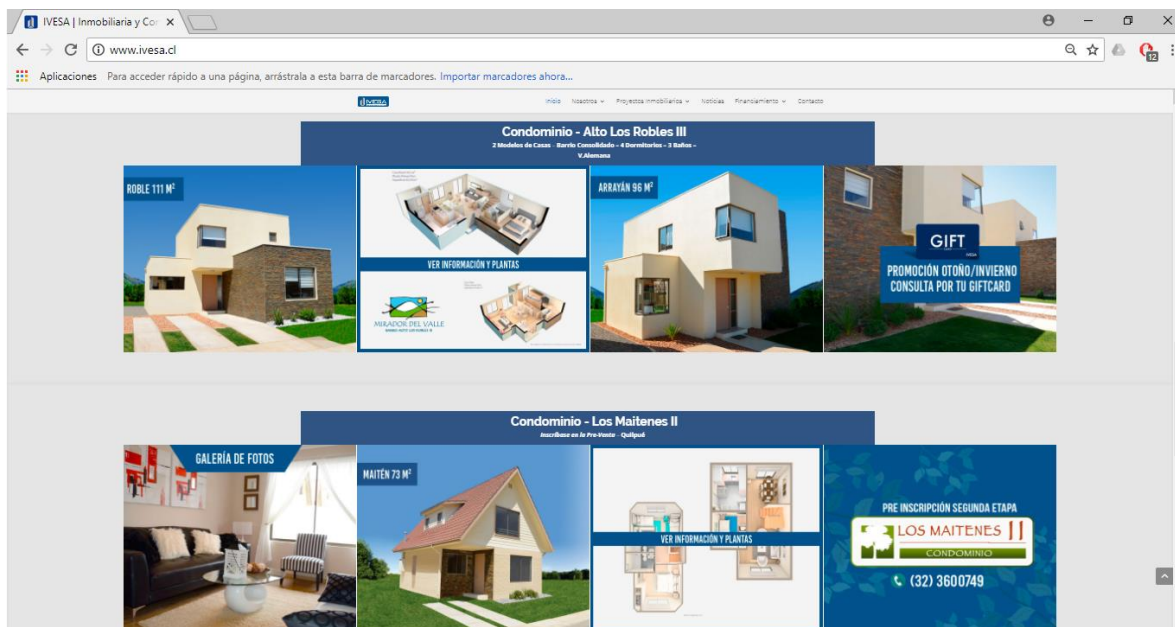 IVESA | Inmobiliaria y Con
www.ivesa.cl
12
Aplicaciones Para acceder rápido a una página, arrástrala a esta barra de marcadores. Importar marcadores ahora...
IVESA
Inicio Nosotros Proyectos Inmobiliarios Noticias Financiamiento Contacto
Condominio - Alto Los Robles III
2 Modelos de Casas - Barrio Consolidado - 4 Dormitorios - 3 Baños -
V.Alemana
ROBLE 111 M²
VER INFORMACIÓN Y PLANTAS
MIRADOR DEL VALLE
ARRAYÁN 96 M²
GIFT
IVESA
PROMOCIÓN OTOÑO/INVIERNO
CONSULTA POR TU GIFTCARD
Condominio - Los Maitenes II
Inscríbase en la Pre-Venta - Quilpué
GALERÍA DE FOTOS
MAITÉN 73 M²
VER INFORMACIÓN Y PLANTAS
PRE INSCRIPCIÓN SEGUNDA ETAPA
LOS MAITENES II
CONDOMINIO
(32) 3600749